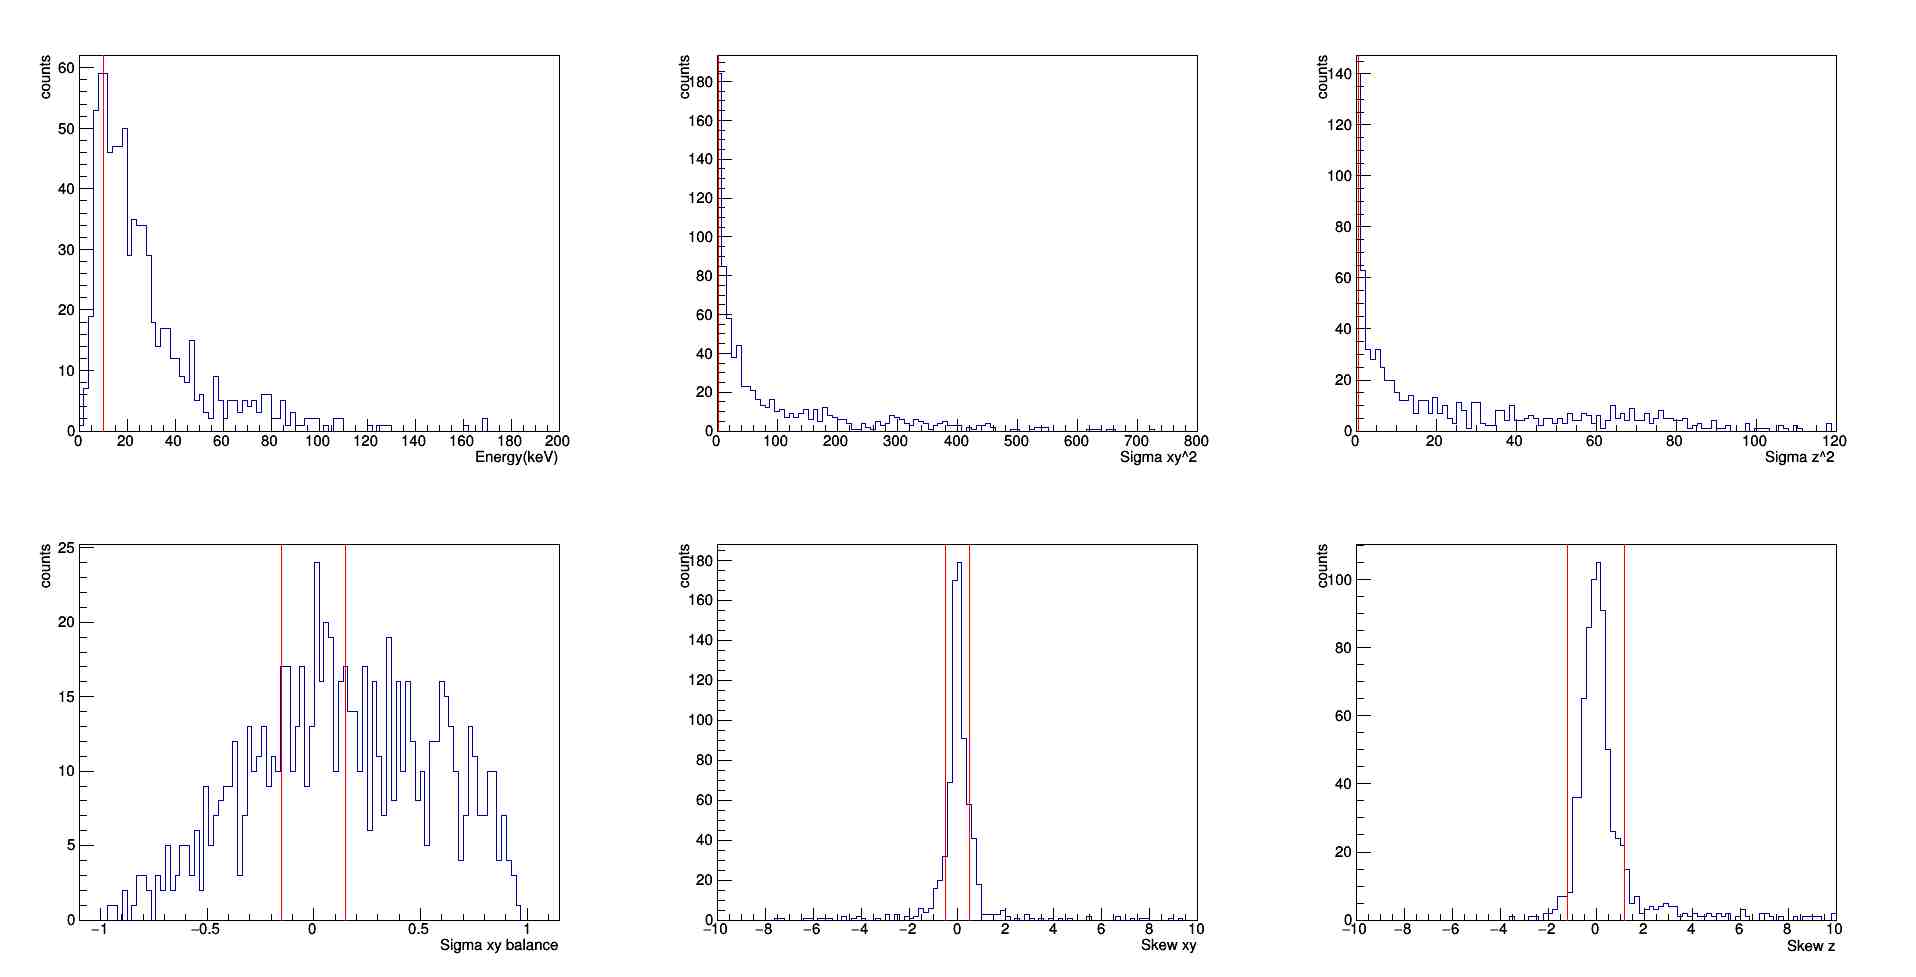 counts
60
50
40
30
20
10
0
0 20 40 60 80 100 120 140 160 180 200
Energy(keV)
counts
180
160
140
120
100
80
60
40
20
0
0 100 200 300 400 500 600 700 800
Sigma xy^2
counts
140
120
100
80
60
40
20
0
0 20 40 60 80 100 120
Sigma z^2
counts
25
20
15
10
5
0
−1 −0.5 0 0.5 1
Sigma xy balance
counts
180
160
140
120
100
80
60
40
20
0
−10 −8 −6 −4 −2 0 2 4 6 8 10
Skew xy
counts
100
80
60
40
20
0
−10 −8 −6 −4 −2 0 2 4 6 8 10
Skew z